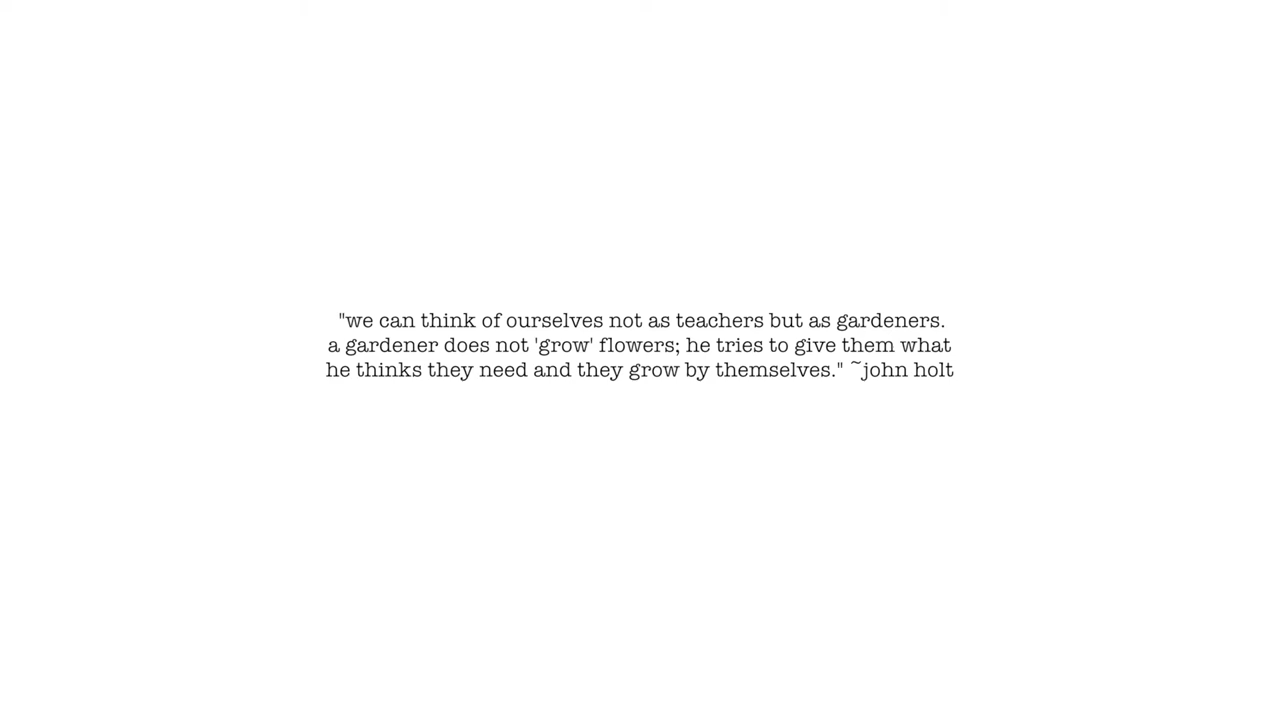 "we can think of ourselves not as teachers but as gardeners.
a gardener does not 'grow' flowers; he tries to give them what
he thinks they need and they grow by themselves." ~john holt